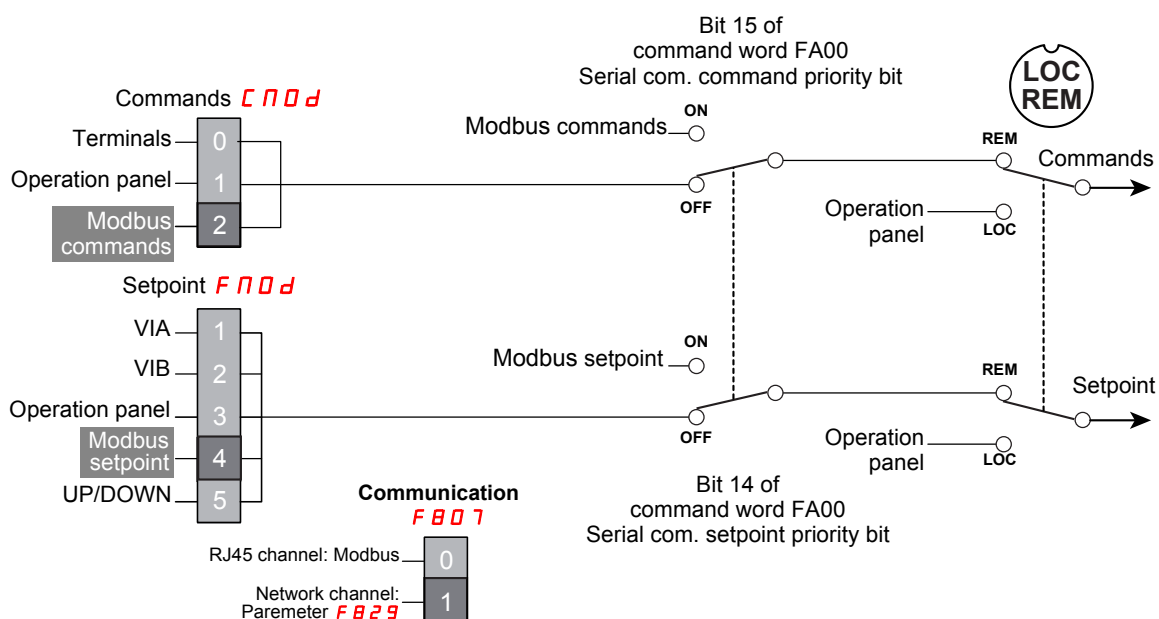 Bit 15 of
command word FA00
Serial com. command priority bit
LOC
REM
Commands CMOd
ON
Modbus commands
REM
Terminals
0
Commands
Operation panel
1
OFF
Operation
panel
LOC
Modbus
commands
2
Setpoint FMOd
VIA
1
ON
Modbus setpoint
VIB
2
REM
Setpoint
Operation panel
3
OFF
Operation
panel
LOC
Modbus
setpoint
4
UP/DOWN
5
Bit 14 of
command word FA00
Serial com. setpoint priority bit
Communication
F807
RJ45 channel: Modbus
0
Network channel:
Paremeter F829
1